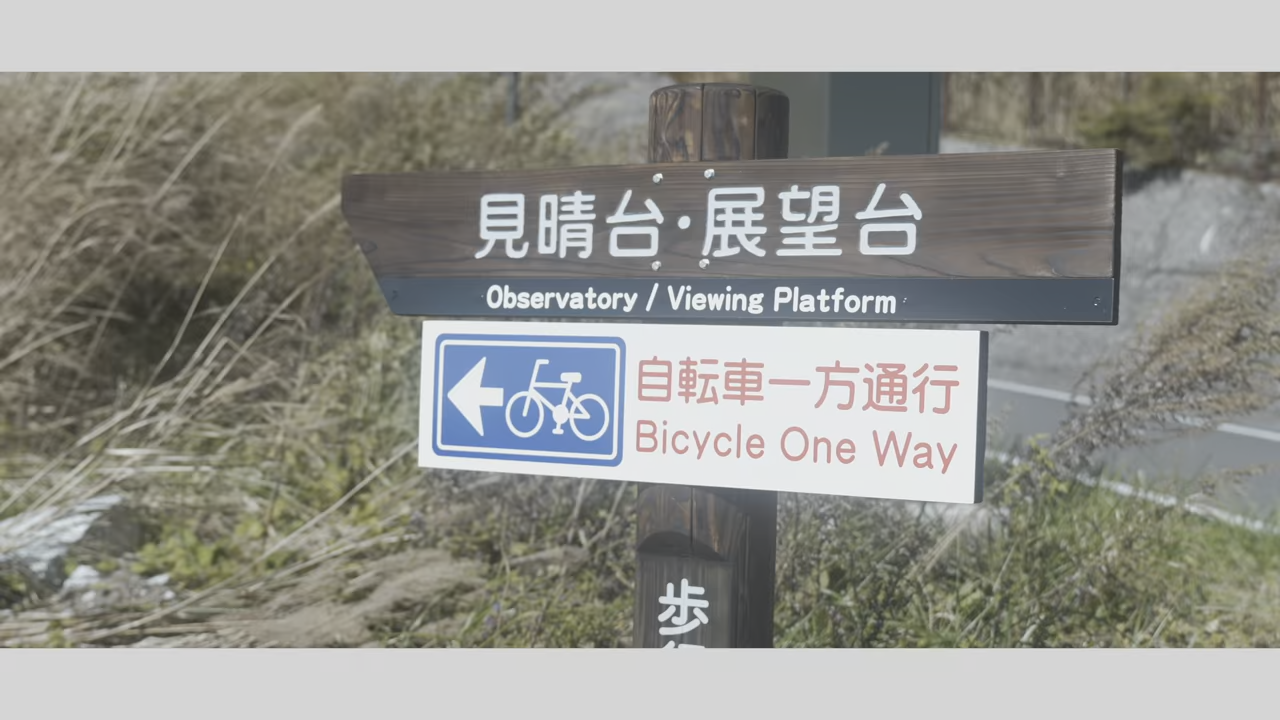 見晴台・展望台
Observatory / Viewing Platform
自転車一方通行
Bicycle One Way
歩